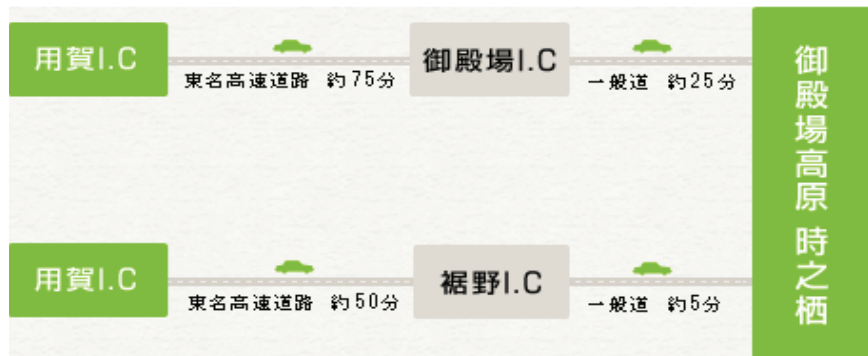 用賀I.C
東名高速道路 約75分
御殿場I.C
一般道 約25分
用賀I.C
東名高速道路 約50分
裾野I.C
一般道 約5分
御殿場高原 時之栖